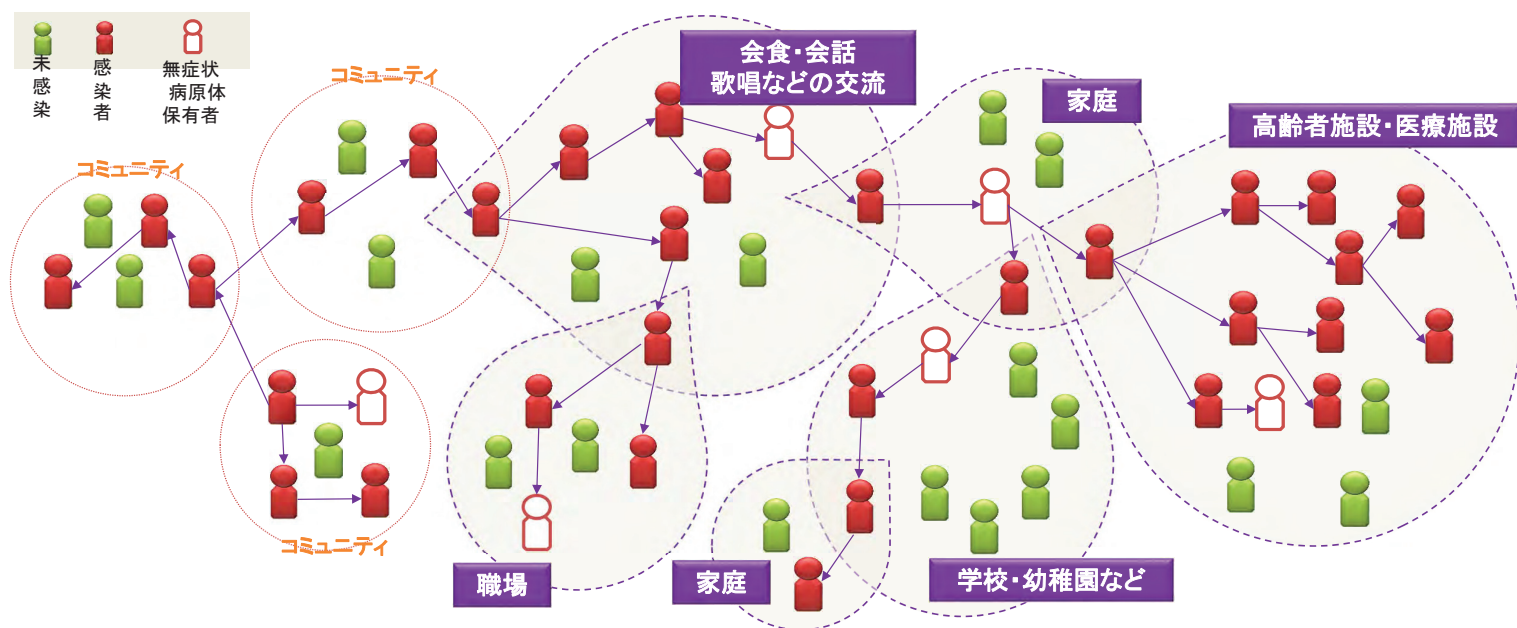 未感染
感染者
無症状
病原体
保有者
コミュニティ
コミュニティ
会食・会話
歌唱などの交流
家庭
高齢者施設・医療施設
コミュニティ
職場
家庭
学校・幼稚園など